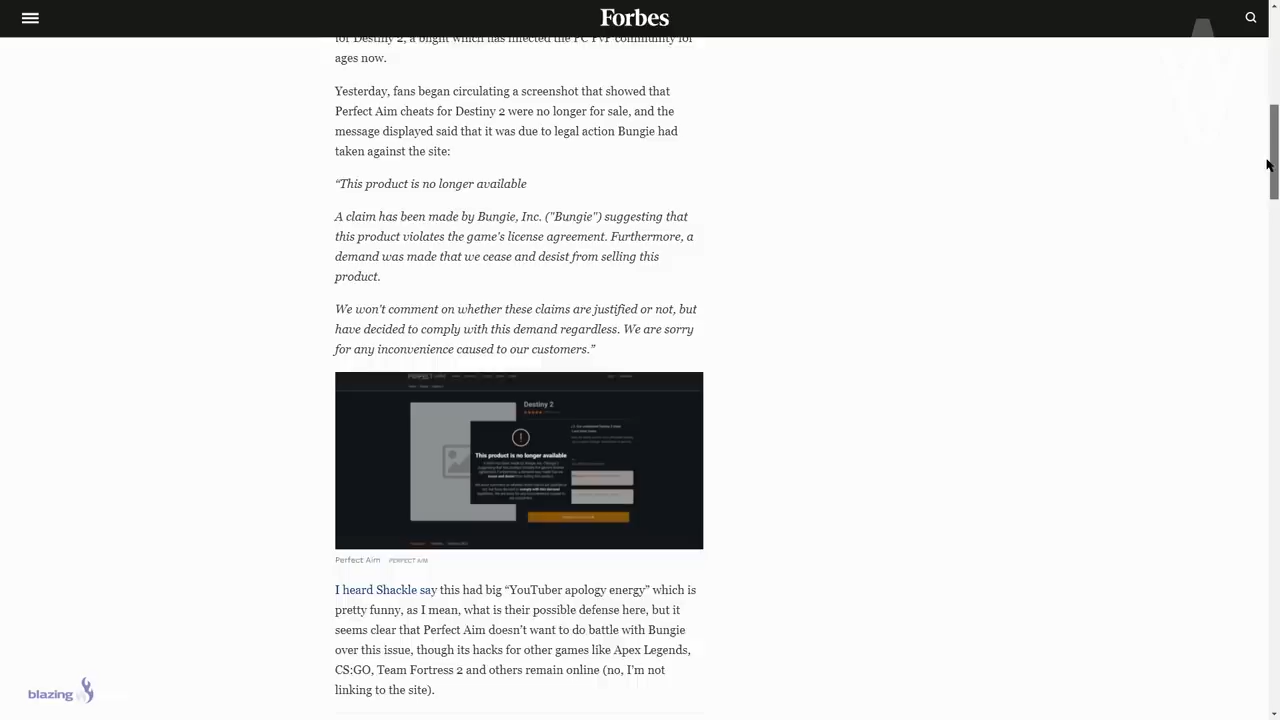 Forbes
for Destiny 2, a blight which has infected the PC PvP community for
ages now.
Yesterday, fans began circulating a screenshot that showed that
Perfect Aim cheats for Destiny 2 were no longer for sale, and the
message displayed said that it was due to legal action Bungie had
taken against the site:
“This product is no longer available
A claim has been made by Bungie, Inc. ("Bungie") suggesting that
this product violates the game's license agreement. Furthermore, a
demand was made that we cease and desist from selling this
product.
We won't comment on whether these claims are justified or not, but
have decided to comply with this demand regardless. We are sorry
for any inconvenience caused to our customers.”
Destiny 2
This product is no longer available
Perfect Aim PERFECT AIM
I heard Shackle say this had big “YouTuber apology energy” which is
pretty funny, as I mean, what is their possible defense here, but it
seems clear that Perfect Aim doesn't want to do battle with Bungie
over this issue, though its hacks for other games like Apex Legends,
CS:GO, Team Fortress 2 and others remain online (no, I'm not
linking to the site).
blazing